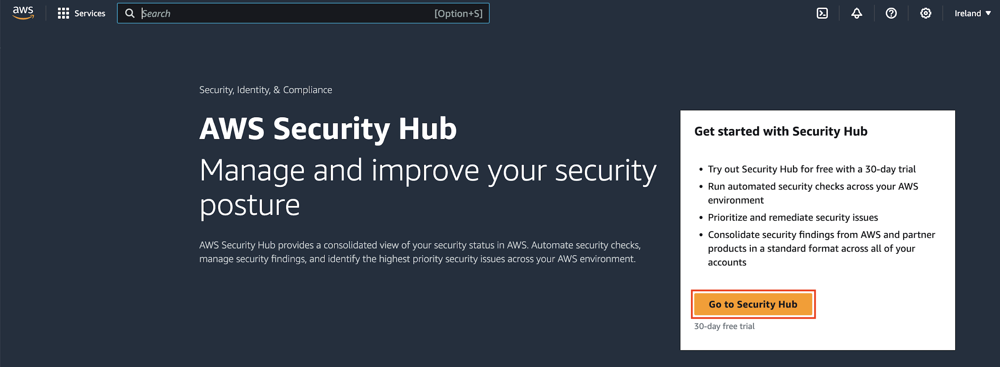 aws
Services
Search
[Option+S]
Ireland
Security, Identity, & Compliance
AWS Security Hub
Manage and improve your security
posture
AWS Security Hub provides a consolidated view of your security status in AWS. Automate security checks,
manage security findings, and identify the highest priority security issues across your AWS environment.
Get started with Security Hub
• Try out Security Hub for free with a 30-day trial
• Run automated security checks across your AWS
environment
• Prioritize and remediate security issues
• Consolidate security findings from AWS and partner
products in a standard format across all of your
accounts
Go to Security Hub
30-day free trial